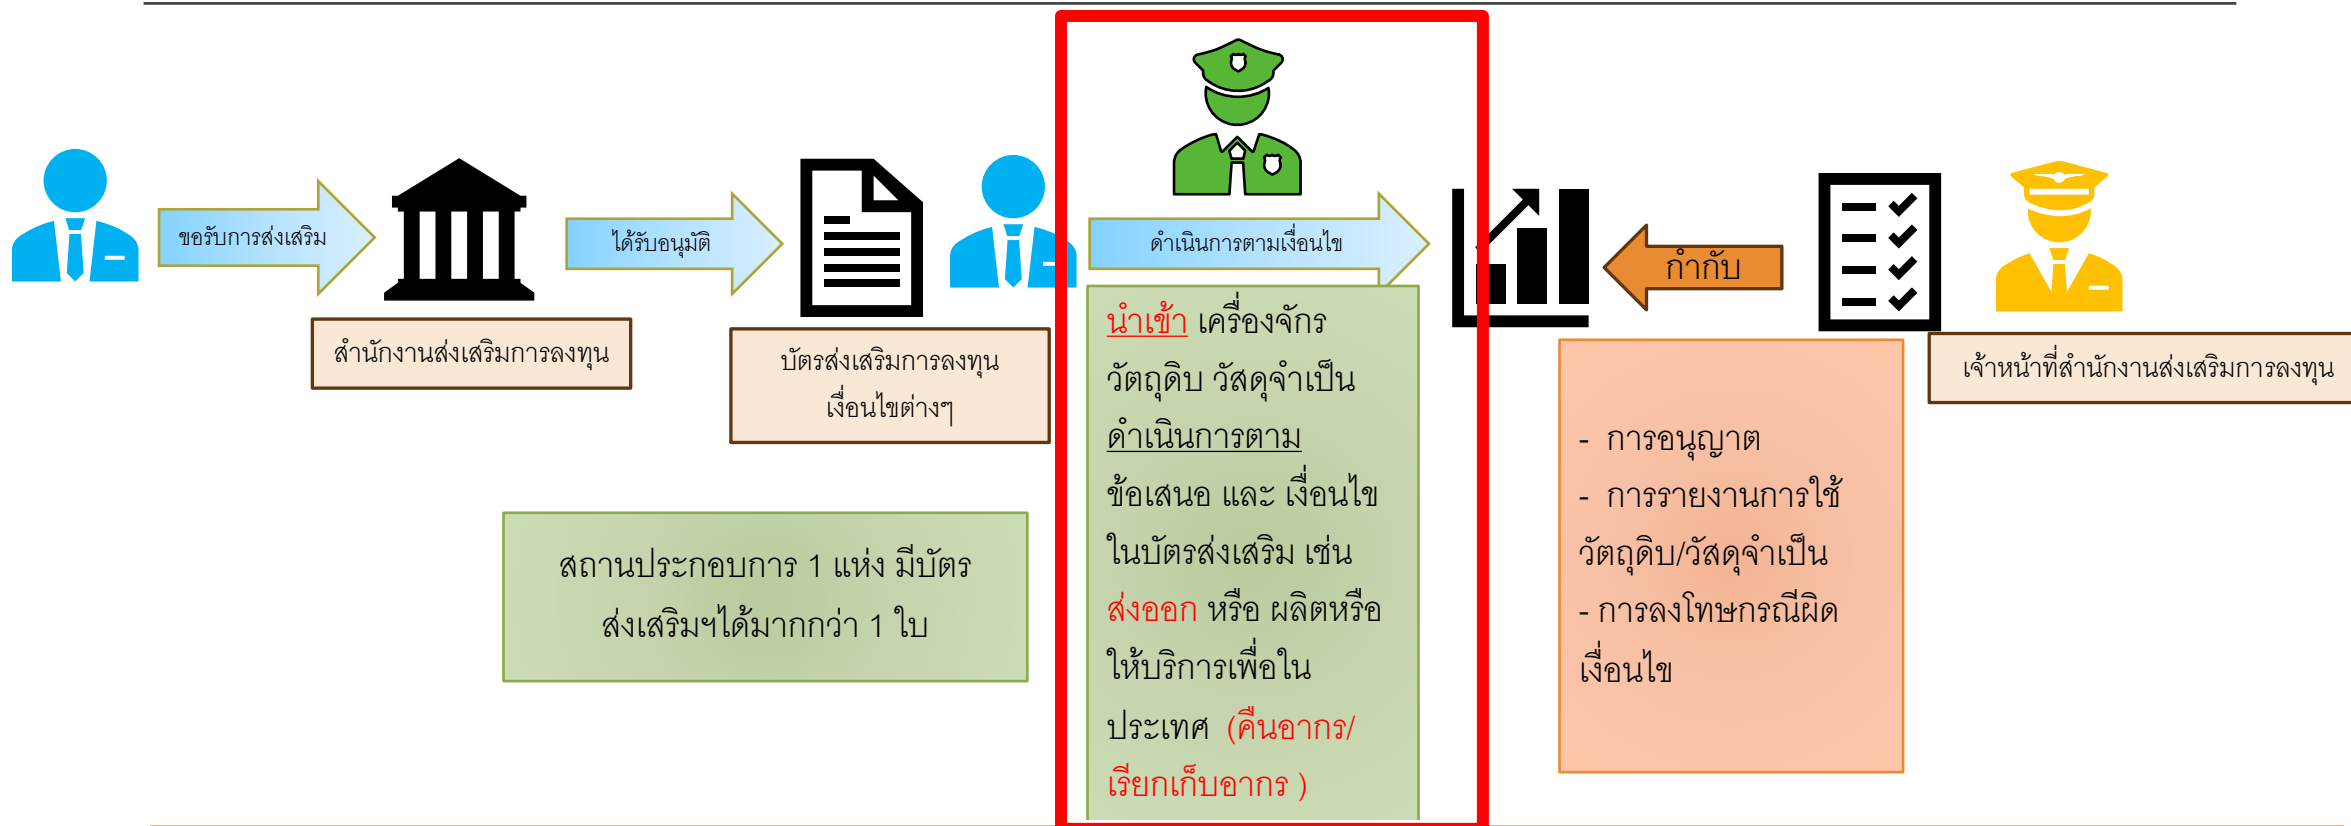 ขอรับการส่งเสริม
สำนักงานส่งเสริมการลงทุน
ได้รับอนุมัติ
บัตรส่งเสริมการลงทุน
เงื่อนไขต่างๆ
สถานประกอบการ 1 แห่ง มีบัตร
ส่งเสริมฯได้มากกว่า 1 ใบ
ดำเนินการตามเงื่อนไข
นำเข้า เครื่องจักร
วัตถุดิบ วัสดุจำเป็น
ดำเนินการตาม
ข้อเสนอ และ เงื่อนไข
ในบัตรส่งเสริม เช่น
ส่งออก หรือ ผลิตหรือ
ให้บริการเพื่อใน
ประเทศ (คืนอากร/
เรียกเก็บอากร )
กำกับ
- การอนุญาต
- การรายงานการใช้
วัตถุดิบ/วัสดุจำเป็น
- การลงโทษกรณีผิด
เงื่อนไข
เจ้าหน้าที่สำนักงานส่งเสริมการลงทุน